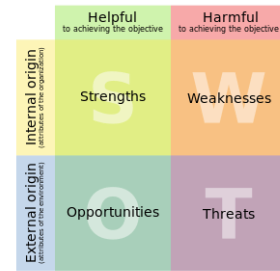 Helpful
to achieving the objective
Harmful
to achieving the objective
Internal origin
(attributes of the organization)
S
Strengths
W
Weaknesses
External origin
(attributes of the environment)
O
Opportunities
T
Threats